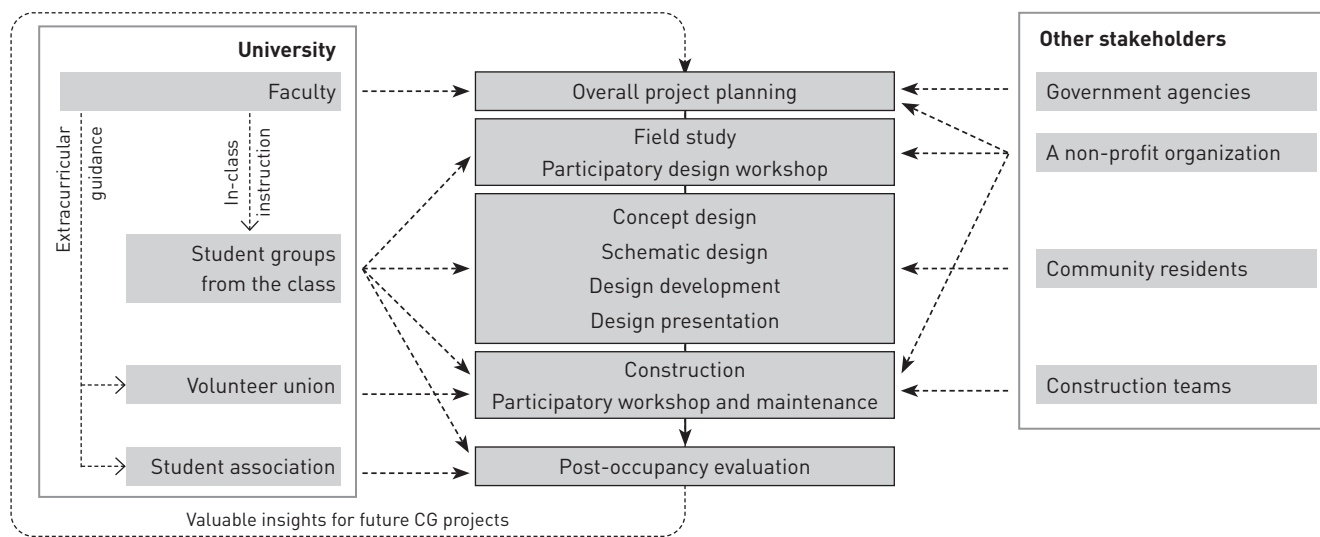 University
Faculty
Extracurricular
guidance
In-class
instruction
Student groups
from the class
Volunteer union
Student association
Valuable insights for future CG projects
Overall project planning
Field study
Participatory design workshop
Concept design
Schematic design
Design development
Design presentation
Construction
Participatory workshop and maintenance
Post-occupancy evaluation
Other stakeholders
Government agencies
A non-profit organization
Community residents
Construction teams